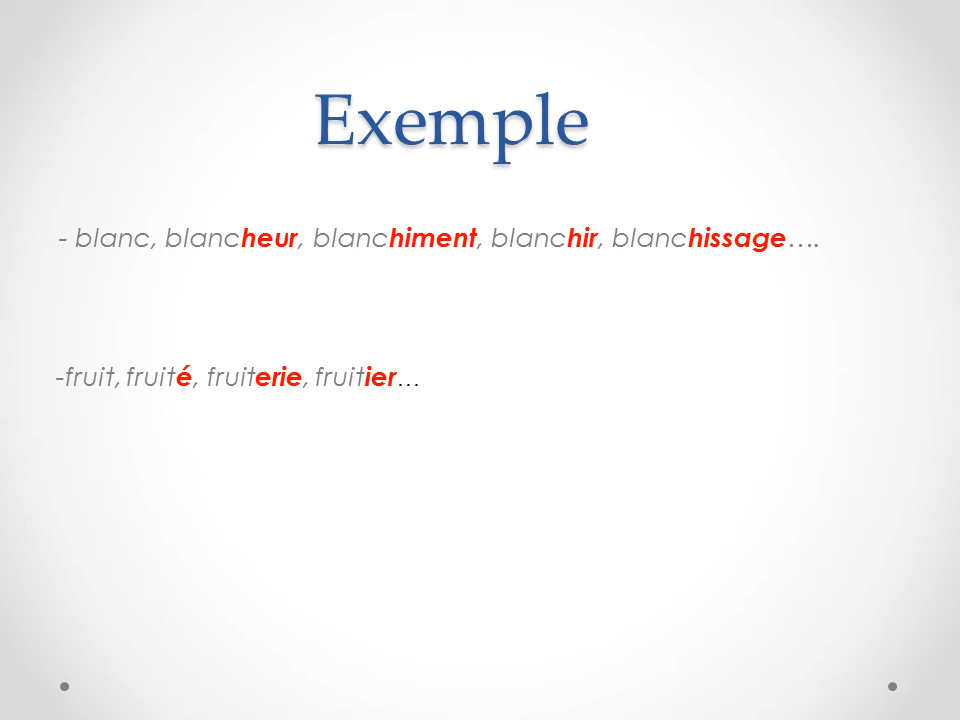 Exemple
- blanc, blancheur, blanchiment, blanchir, blanchissage….
-fruit, fruité, fruiterie, fruitier…